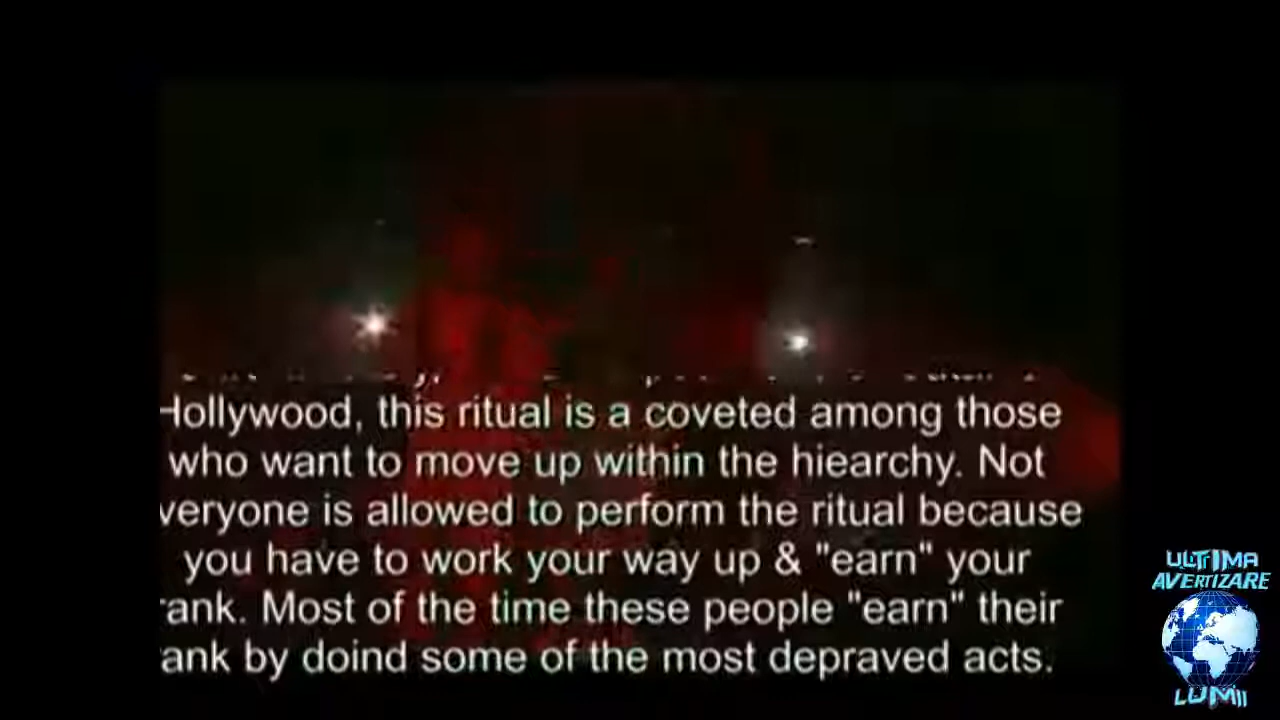 Hollywood, this ritual is a coveted among those
who want to move up within the hiearchy. Not
veryone is allowed to perform the ritual because
you have to work your way up & "earn" your
rank. Most of the time these people "earn" their
ank by doind some of the most depraved acts.
ULTIMA
AVERTIZARE
LUMII